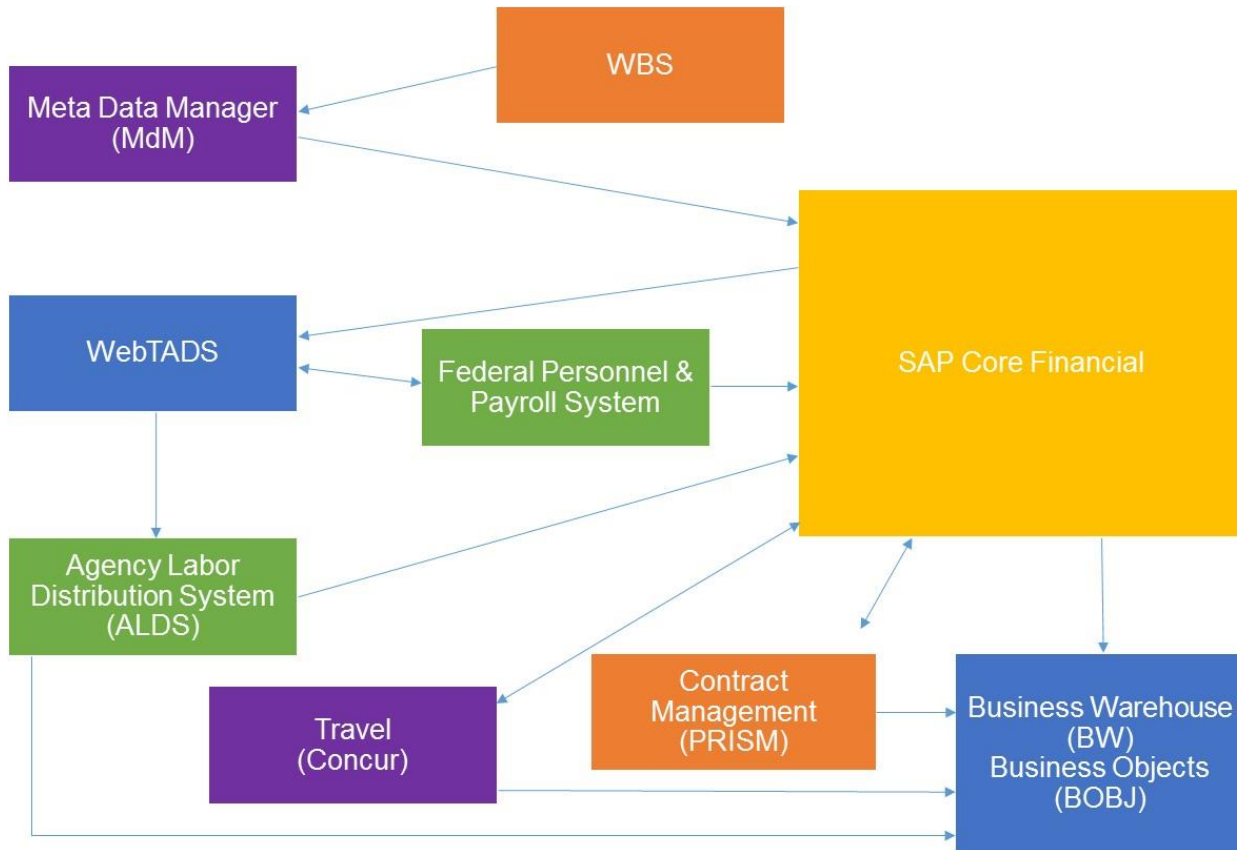 WBS
Meta Data Manager
(MdM)
SAP Core Financial
WebTADS
Federal Personnel &
Payroll System
Agency Labor
Distribution System
(ALDS)
Travel
(Concur)
Contract
Management
(PRISM)
Business Warehouse
(BW)
Business Objects
(BOBJ)